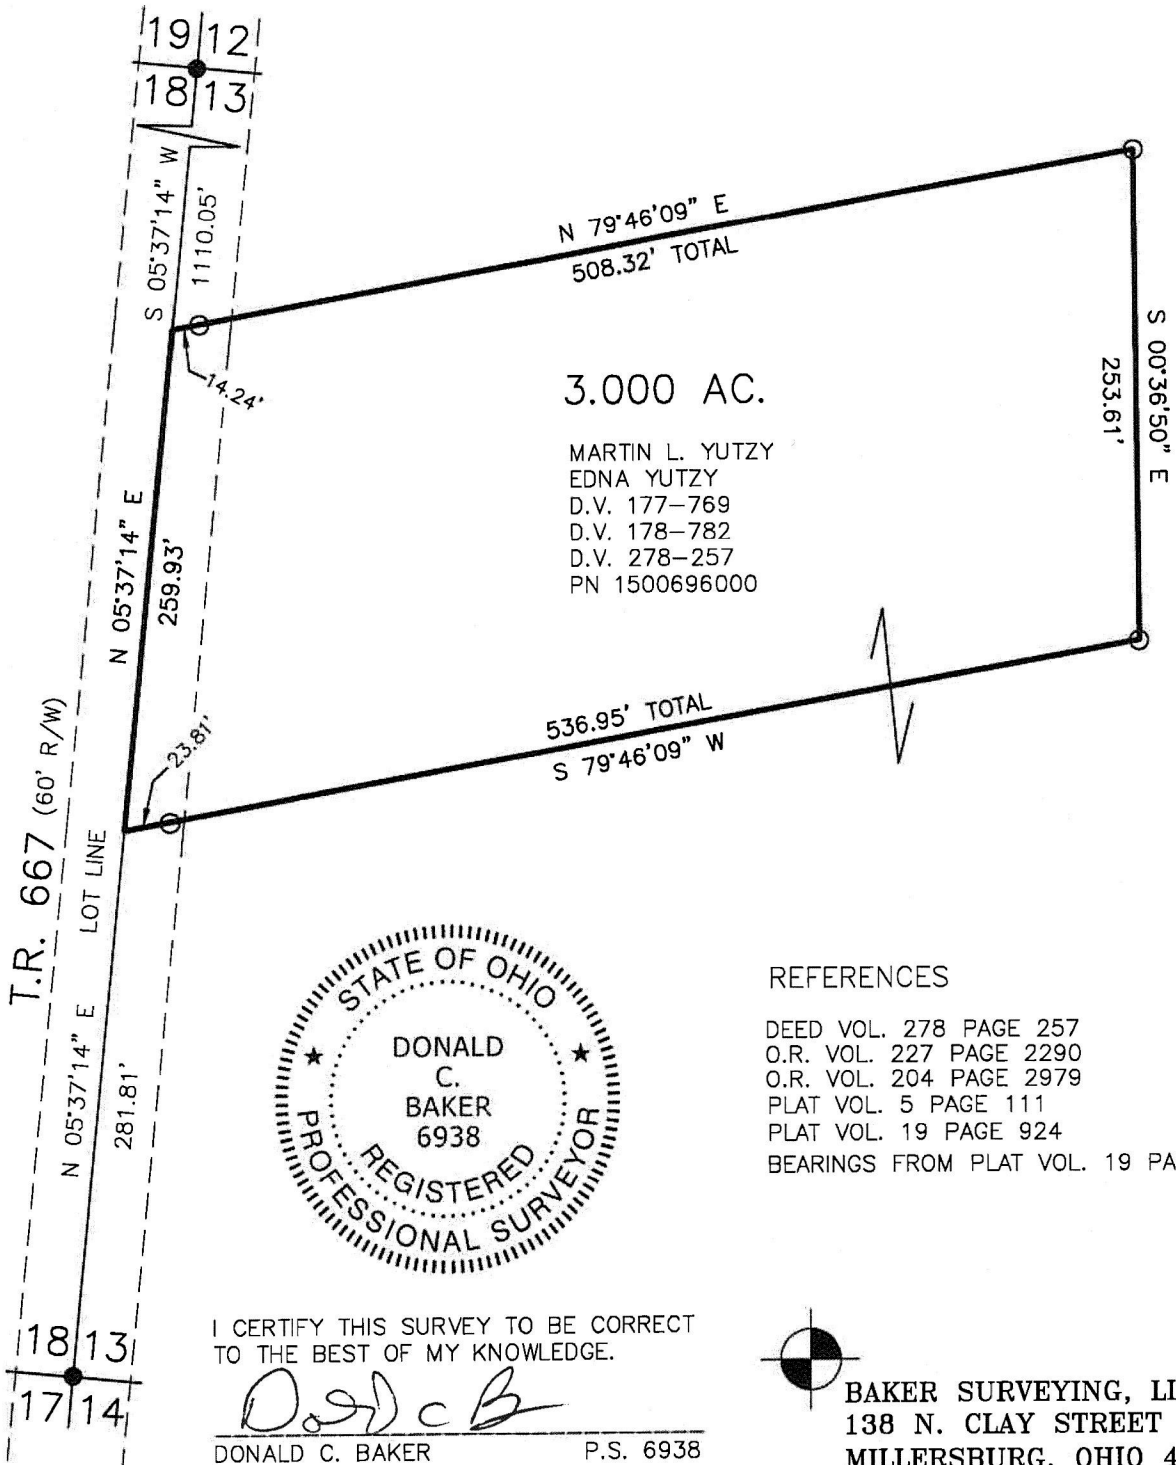 19 12
18 13
S 05°37'14" W
1110.05'
N 79°46'09" E
508.32' TOTAL
14.24'
S 00°36'50" E
253.61'
3.000 AC.
MARTIN L. YUTZY
EDNA YUTZY
D.V. 177-769
D.V. 178-782
D.V. 278-257
PN 1500696000
N 05°37'14" E
259.93'
23.81'
536.95' TOTAL
S 79°46'09" W
T.R. 667 (60' R/W)
LOT LINE
N 05°37'14" E
281.81'
STATE OF OHIO
DONALD
C.
BAKER
6938
REGISTERED
PROFESSIONAL SURVEYOR
REFERENCES
DEED VOL. 278 PAGE 257
O.R. VOL. 227 PAGE 2290
O.R. VOL. 204 PAGE 2979
PLAT VOL. 5 PAGE 111
PLAT VOL. 19 PAGE 924
BEARINGS FROM PLAT VOL. 19 PA
18 13
17 14
I CERTIFY THIS SURVEY TO BE CORRECT
TO THE BEST OF MY KNOWLEDGE.
DONALD C. BAKER P.S. 6938
BAKER SURVEYING,
138 N. CLAY STREET
MILLERSBURG, OHIO 4